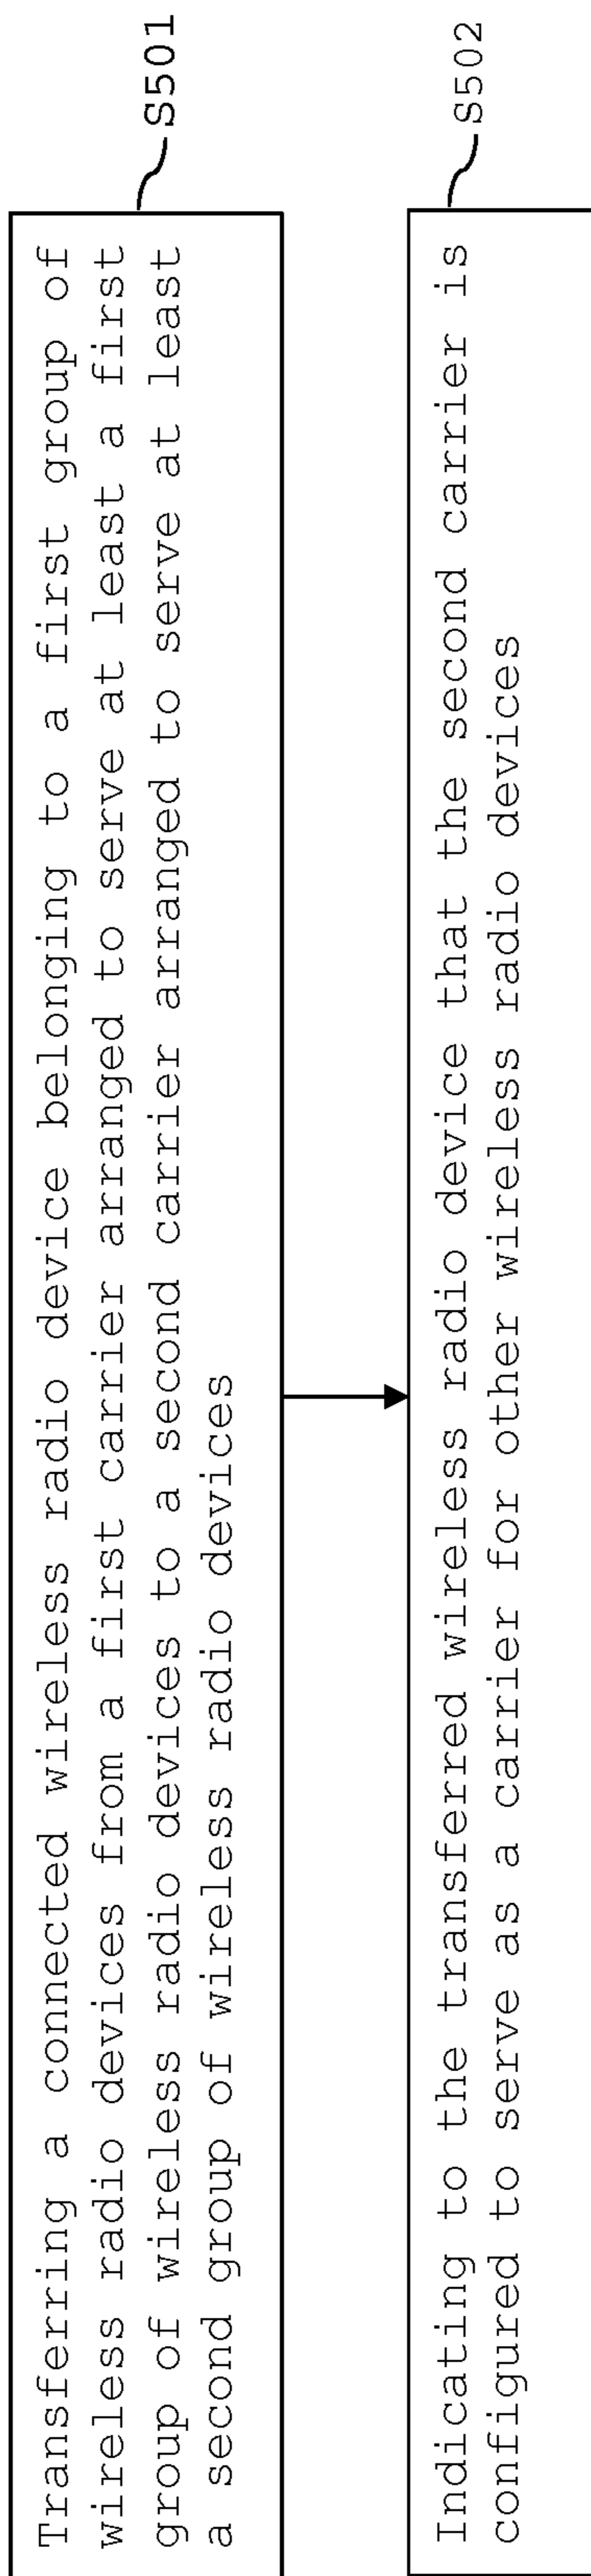 Transferring a connected wireless radio device belonging to a first group of
wireless radio devices from a first carrier arranged to serve at least a first
group of wireless radio devices to a second carrier arranged to serve at least
a second group of wireless radio devices
S501
Indicating to the transferred wireless radio device that the second carrier is
configured to serve as a carrier for other wireless radio devices
S502